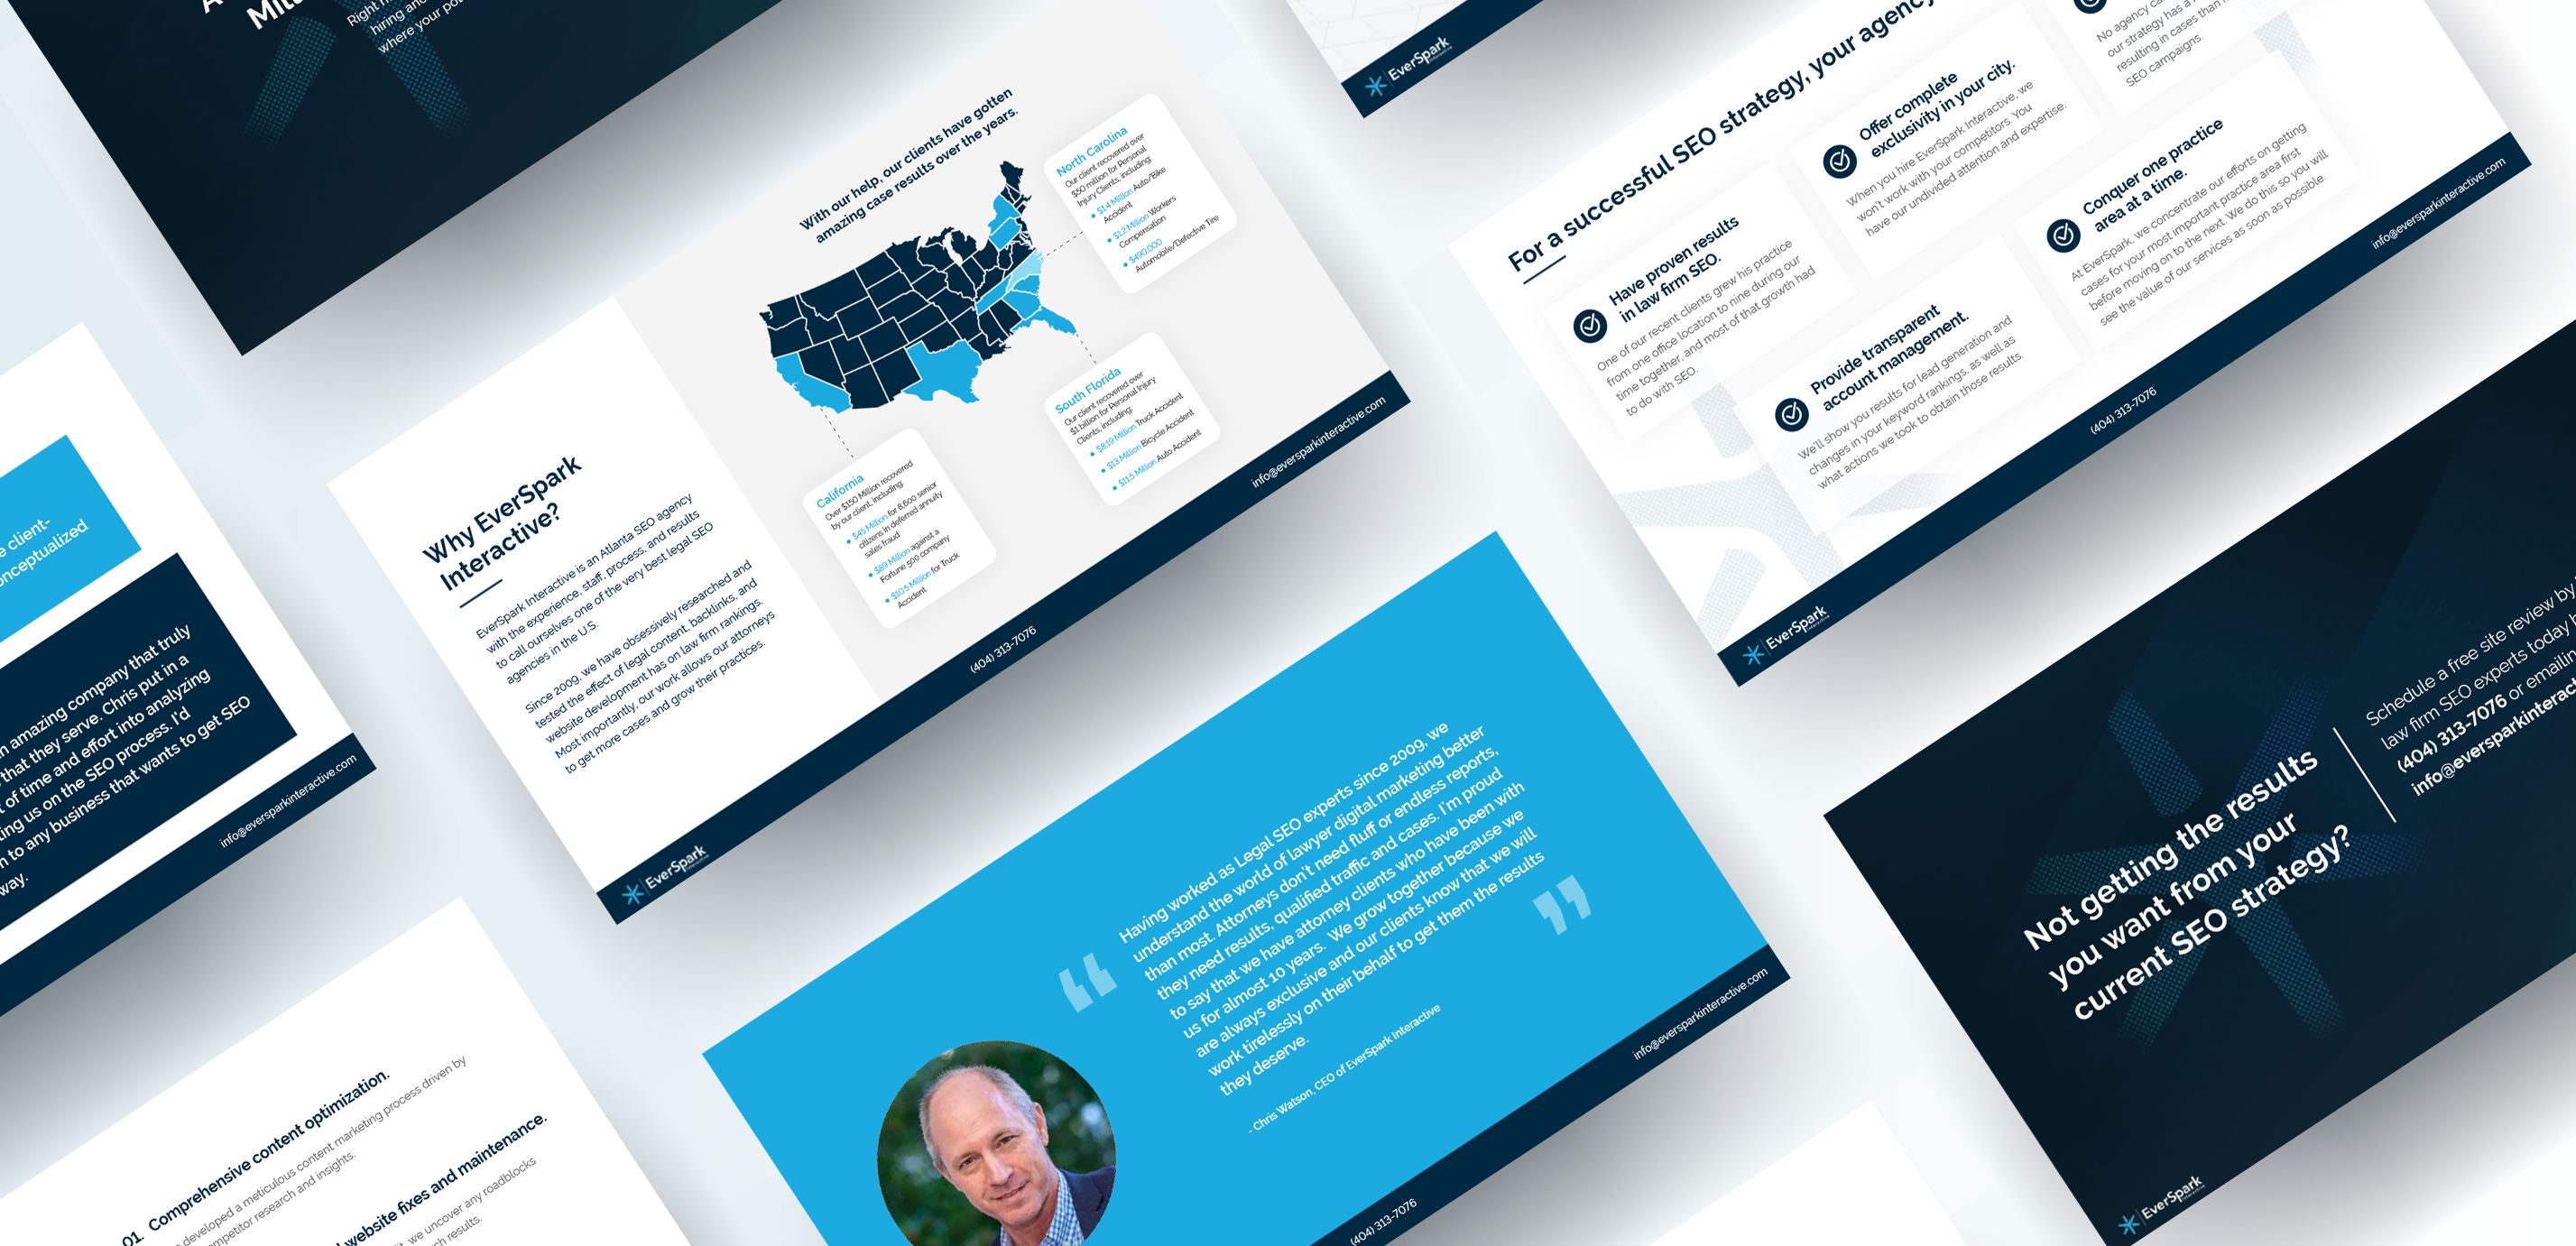 Right n
hiring and
where your po
EverSpark
Interactive
With our help, our clients have gotten
amazing case results over the years.
North Carolina
Our client recovered over
$50 million for Personal
Injury Clients, including:
$1.4 Million Auto/Bike
Accident
$1.2 Million Workers
Compensation
$490,000
Automobile/Defective Tire
South Florida
Our client recovered over
$1 billion for Personal Injury
Clients, including:
$8.19 Million Truck Accident
$13 Million Bicycle Accident
$11.5 Million Auto Accident
California
Over $150 Million recovered
by our client, including:
$45 Million for 8,600 senior
citizens in deferred annuity
sales fraud
$89 Million against a
Fortune 500 company
$10.5 Million for Truck
Accident
Why EverSpark
Interactive?
EverSpark Interactive is an Atlanta SEO agency
with the experience, staff, process, and results
to call ourselves one of the very best legal SEO
agencies in the U.S.
Since 2009, we have obsessively researched and
tested the effect of legal content, backlinks, and
website development has on law firm rankings.
Most importantly, our work allows our attorneys
to get more cases and grow their practices.
EverSpark
Interactive
(404) 313-7076
info@eversparkinteractive.com
For a successful SEO strategy, your agency
Have proven results
in law firm SEO.
One of our recent clients grew his practice
from one office location to nine during our
time together, and most of that growth had
to do with SEO.
Offer complete
exclusivity in your city.
When you hire EverSpark Interactive, we
won't work with your competitors. You
have our undivided attention and expertise.
No agency ca
our strategy has a
resulting in cases than
SEO campaigns.
Provide transparent
account management.
We'll show you results for lead generation and
changes in your keyword rankings, as well as
what actions we took to obtain those results.
Conquer one practice
area at a time.
At EverSpark, we concentrate our efforts on getting
cases for your most important practice area first
before moving on to the next. We do this so you will
see the value of our services as soon as possible.
EverSpark
Interactive
(404) 313-7076
info@eversparkinteractive.com
e client-
onceptualized
n amazing company that truly
that they serve. Chris put in a
t of time and effort into analyzing
ting us on the SEO process. I'd
n to any business that wants to get SEO
way.
info@eversparkinteractive.com
01. Comprehensive content optimization.
developed a meticulous content marketing process driven by
mpetitor research and insights.
website fixes and maintenance.
we uncover any roadblocks
ch results.
Having worked as Legal SEO experts since 2009, we
understand the world of lawyer digital marketing better
than most. Attorneys don't need fluff or endless reports,
they need results, qualified traffic and cases. I'm proud
to say that we have attorney clients who have been with
us for almost 10 years. We grow together because we
are always exclusive and our clients know that we will
work tirelessly on their behalf to get them the results
they deserve.
- Chris Watson, CEO of EverSpark Interactive
(404) 313-7076
info@eversparkinteractive.com
Not getting the results
you want from your
current SEO strategy?
Schedule a free site review by
law firm SEO experts today b
(404) 313-7076 or emailin
info@eversparkinteract
EverSpark
Interactive